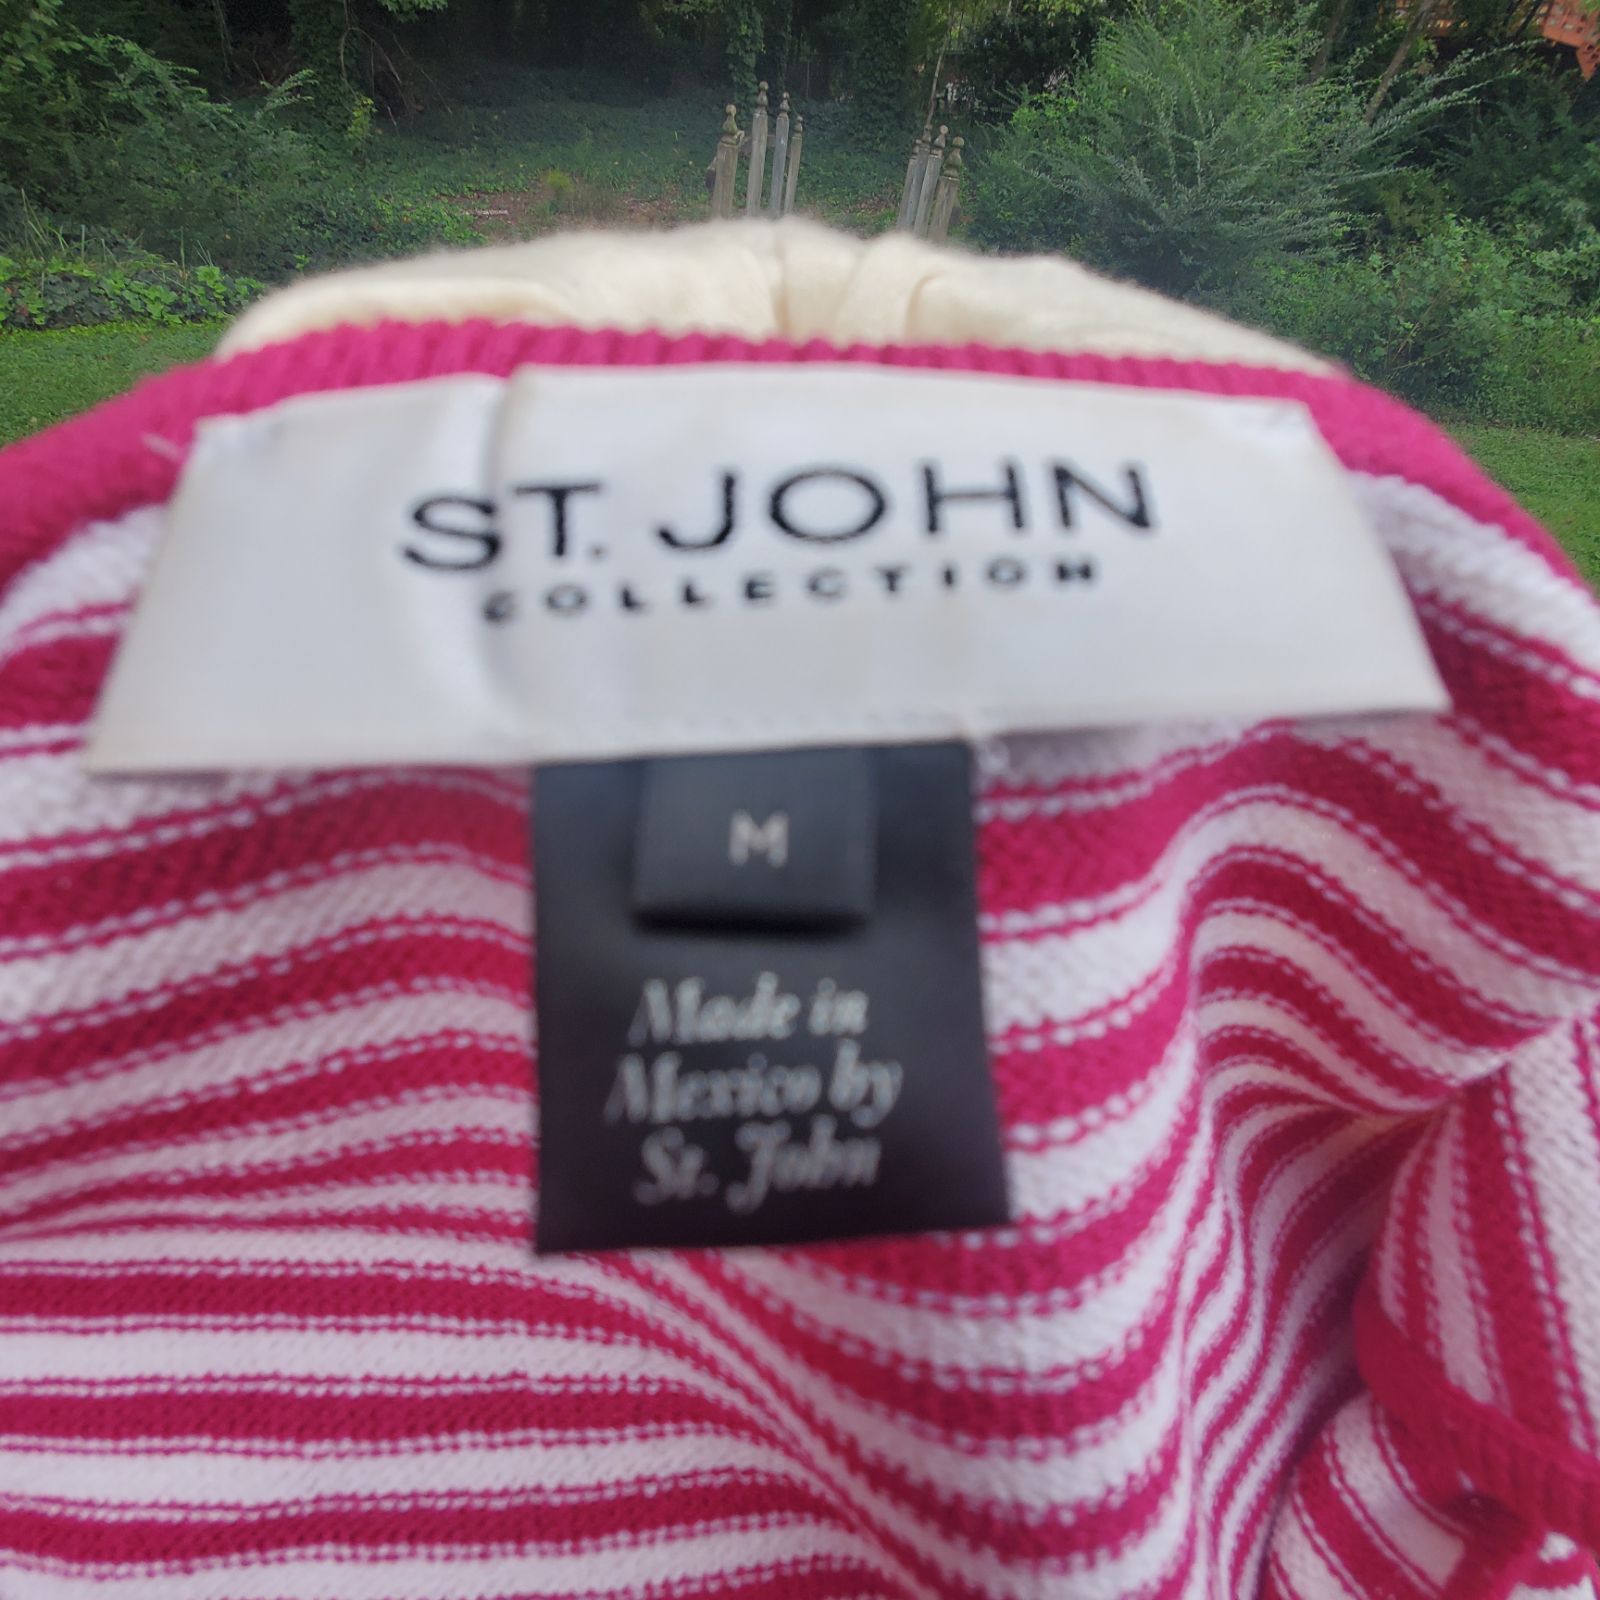 ST. JOHN
COLLECTION
M
Made in
Mexico by
St. John